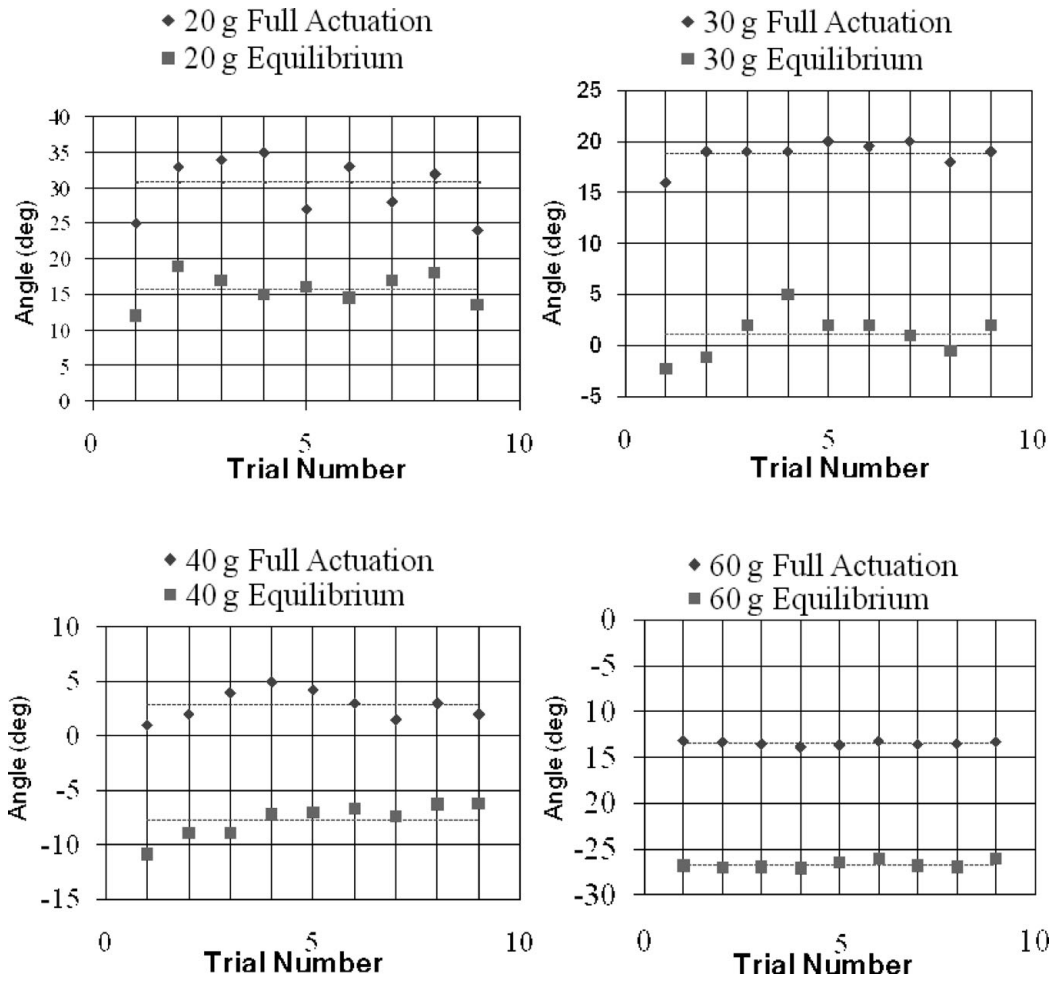 20 g Full Actuation
20 g Equilibrium
40
35
30
25
20
15
10
5
0
Angle (deg)
0
5
10
Trial Number
30 g Full Actuation
30 g Equilibrium
25
20
15
10
5
0
-5
Angle (deg)
0
5
10
Trial Number
40 g Full Actuation
40 g Equilibrium
10
5
0
-5
-10
-15
Angle (deg)
0
5
10
Trial Number
60 g Full Actuation
60 g Equilibrium
0
-5
10
15
20
-25
-30
Angle (deg)
0
5
10
Trial Number